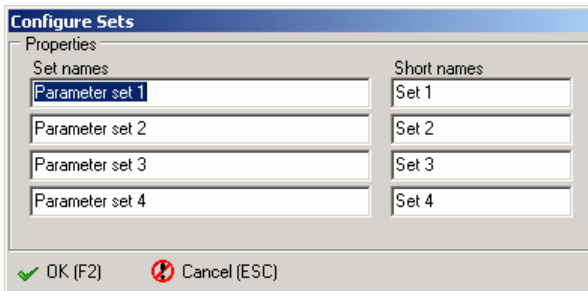 Configure Sets
Properties
Set names Short names
Parameter set 1 Set 1
Parameter set 2 Set 2
Parameter set 3 Set 3
Parameter set 4 Set 4
OK (F2) Cancel (ESC)